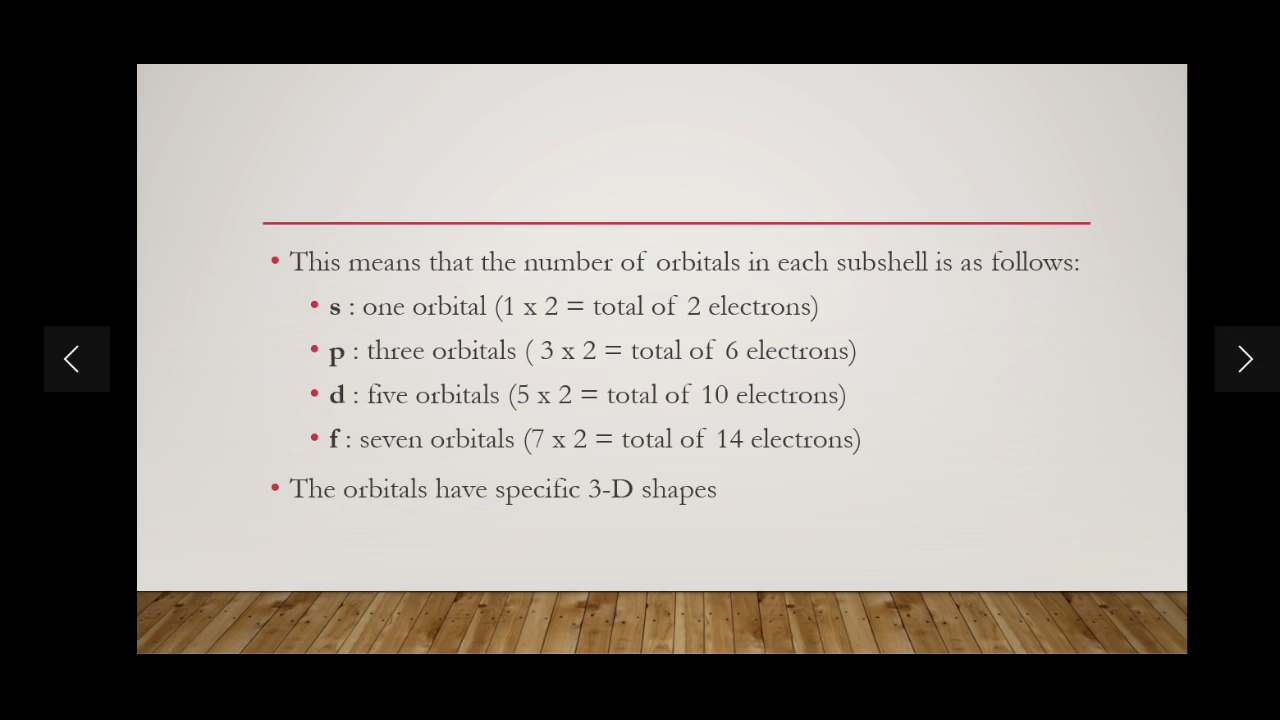 • This means that the number of orbitals in each subshell is as follows:
• s : one orbital (1 x 2 = total of 2 electrons)
• p : three orbitals ( 3 x 2 = total of 6 electrons)
• d : five orbitals (5 x 2 = total of 10 electrons)
• f : seven orbitals (7 x 2 = total of 14 electrons)
• The orbitals have specific 3-D shapes